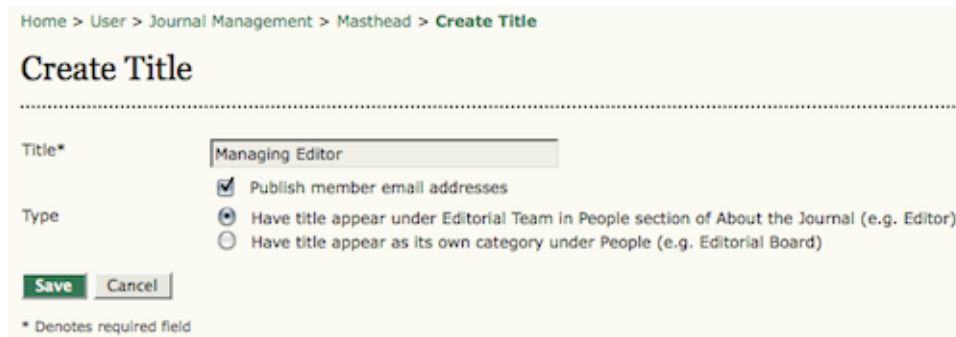 Home > User > Journal Management > Masthead > Create Title
Create Title
Title*
Managing Editor
Publish member email addresses
Type
Have title appear under Editorial Team in People section of About the Journal (e.g. Editor)
Have title appear as its own category under People (e.g. Editorial Board)
Save Cancel
* Denotes required field